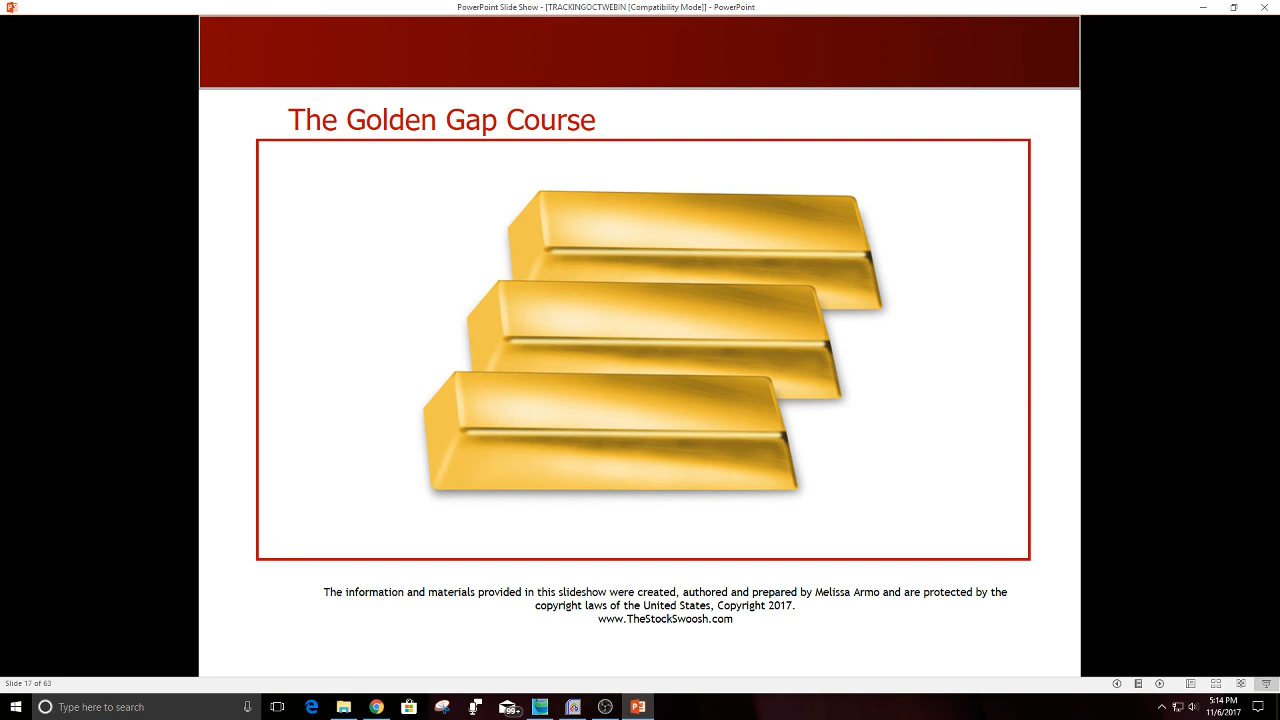 PowerPoint Slide Show - [TRACKINGOCTWEBIN [Compatibility Mode]] - PowerPoint
The Golden Gap Course
The information and materials provided in this slideshow were created, authored and prepared by Melissa Armo and are protected by the
copyright laws of the United States, Copyright 2017.
www.TheStockSwoosh.com
Slide 17 of 63
Type here to search
99+
5:14 PM
11/6/2017